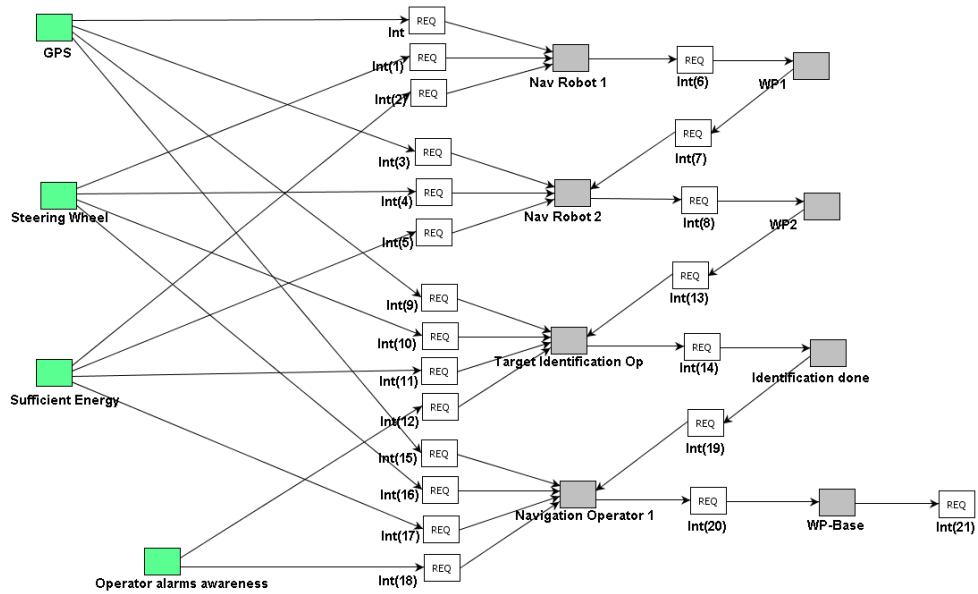 REQ
Int
GPS
REQ
Int(1)
Nav Robot 1
REQ
Int(6)
WP1
REQ
Int(2)
REQ
Int(7)
REQ
Int(3)
REQ
Int(4)
Steering Wheel
Nav Robot 2
REQ
Int(8)
WP2
REQ
Int(5)
REQ
Int(13)
REQ
Int(9)
REQ
Int(10)
Target Identification Op
REQ
Int(14)
Identification done
REQ
Int(11)
Sufficient Energy
REQ
Int(12)
REQ
Int(19)
REQ
Int(15)
REQ
Int(16)
Navigation Operator 1
REQ
Int(20)
WP-Base
REQ
Int(21)
REQ
Int(17)
REQ
Int(18)
Operator alarms awareness